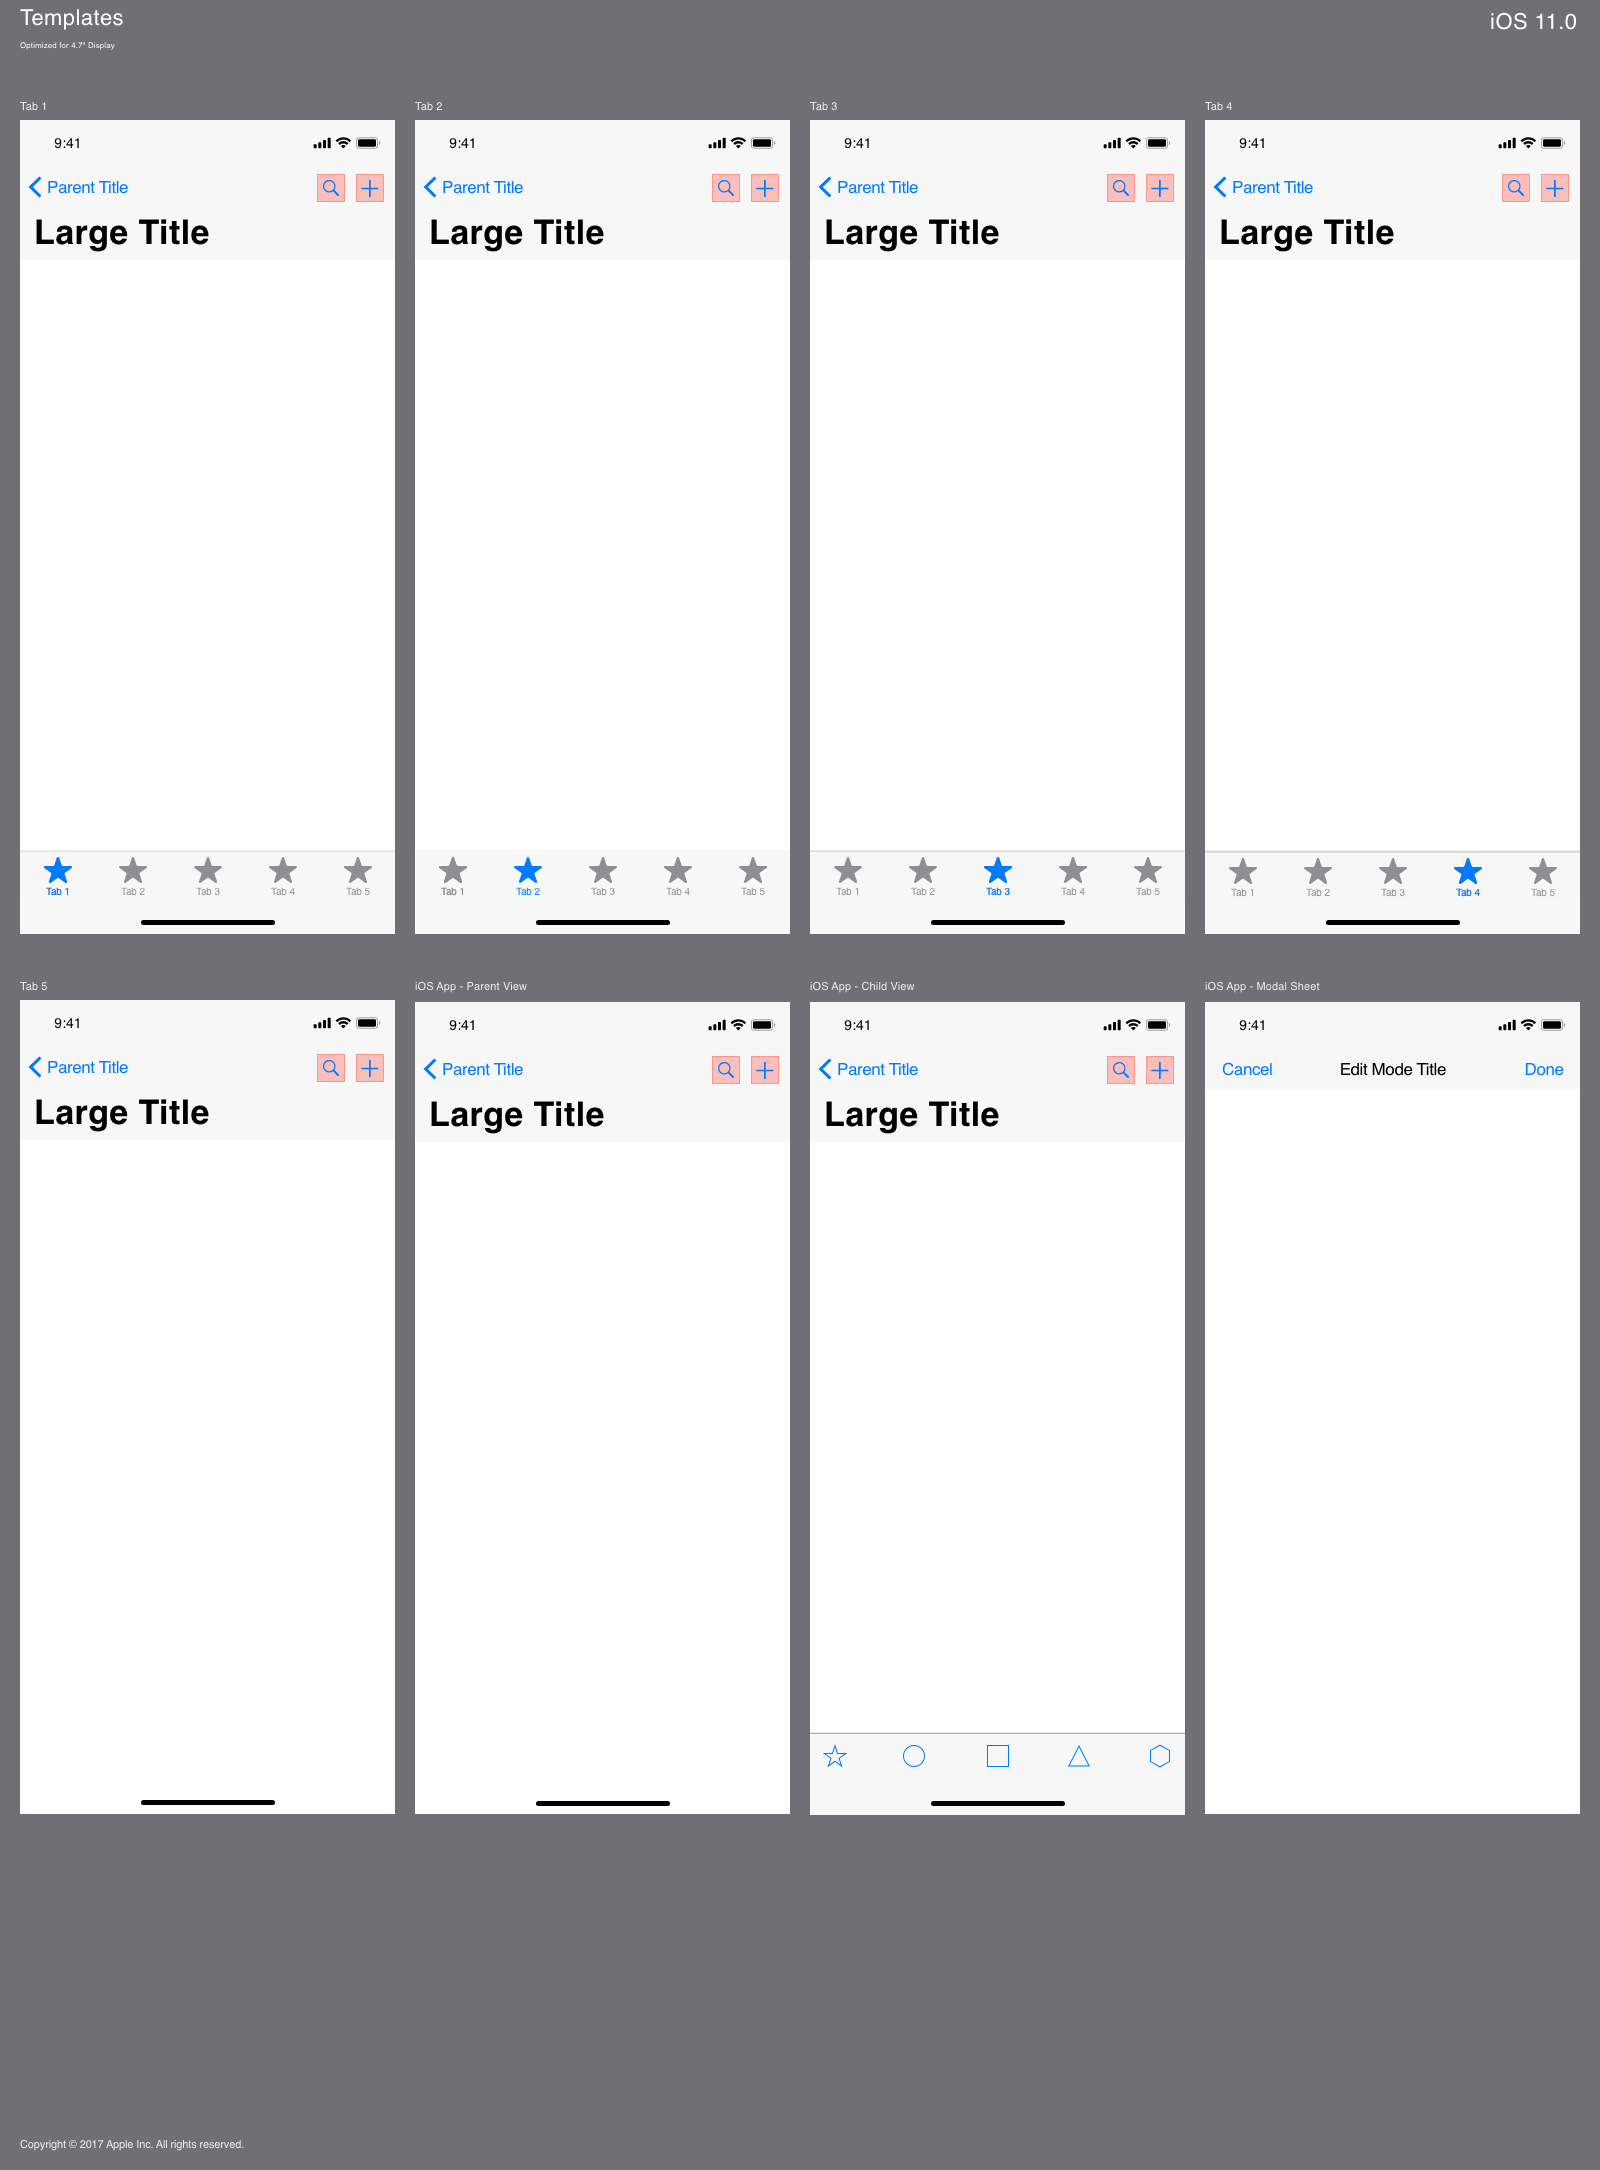 Templates
iOS 11.0
Optimized for 4.7" Display
Tab 1
Tab 2
Tab 3
Tab 4
9:41
9:41
9:41
9:41
Parent Title
Parent Title
Parent Title
Parent Title
Large Title
Large Title
Large Title
Large Title
Tab 1 Tab 2 Tab 3 Tab 4 Tab 5
Tab 1 Tab 2 Tab 3 Tab 4 Tab 5
Tab 1 Tab 2 Tab 3 Tab 4 Tab 5
Tab 1 Tab 2 Tab 3 Tab 4 Tab 5
Tab 5
iOS App - Parent View
iOS App - Child View
iOS App - Modal Sheet
9:41
9:41
9:41
9:41
Parent Title
Parent Title
Parent Title
Cancel Edit Mode Title Done
Large Title
Large Title
Large Title
Copyright © 2017 Apple Inc. All rights reserved.